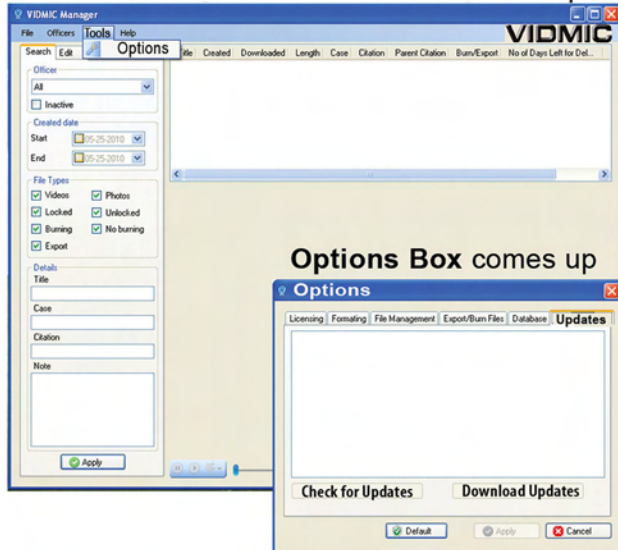 VIDMIC Manager
File Officers Tools Help
VIDMIC
Options
Search Edit
Title Created Downloaded Length Case Citation Parent Citation Burn/Export No of Days Left for Del...
Officer
All
Inactive
Created date
Start 05-25-2010
End 05-25-2010
File Types
Videos Photos
Locked Unlocked
Burning No burning
Export
Details
Title
Case
Citation
Note
Apply
Options Box comes up
Options
Licensing Formating File Management Export/Burn Files Database Updates
Check for Updates Download Updates
Default Apply Cancel